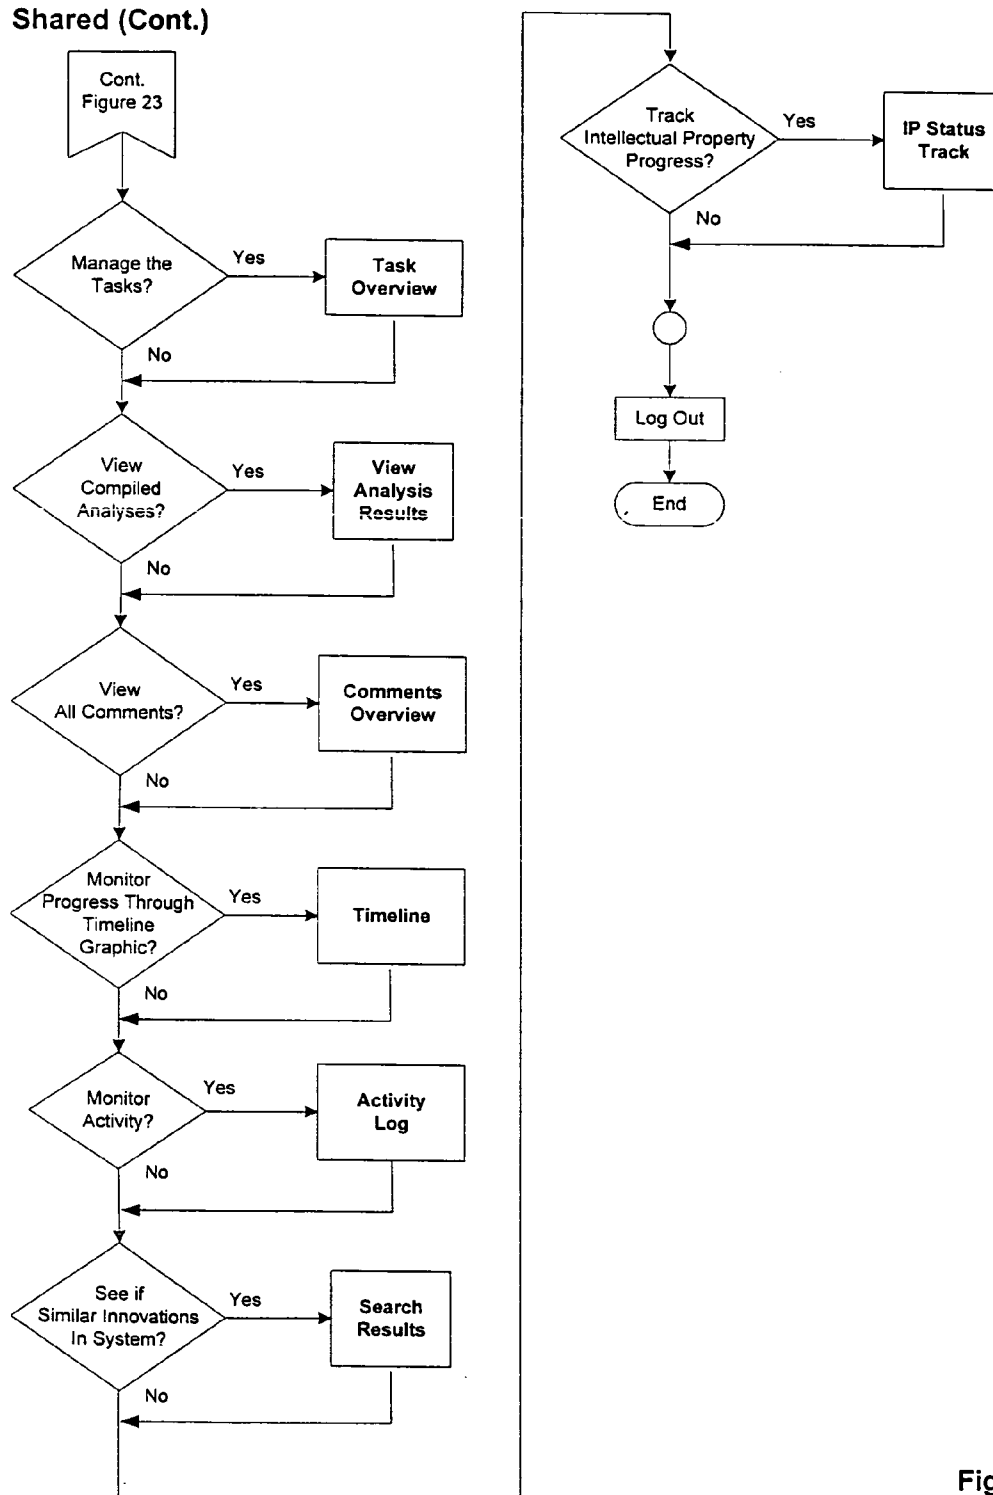 Shared (Cont.)
Cont.
Figure 23
Manage the
Tasks?
Yes
Task
Overview
No
View
Compiled
Analyses?
Yes
View
Analysis
Results
No
View
All Comments?
Yes
Comments
Overview
No
Monitor
Progress Through
Timeline
Graphic?
Yes
Timeline
No
Monitor
Activity?
Yes
Activity
Log
No
See if
Similar Innovations
In System?
Yes
Search
Results
No
Track
Intellectual Property
Progress?
Yes
IP Status
Track
No
Log Out
End
Fig